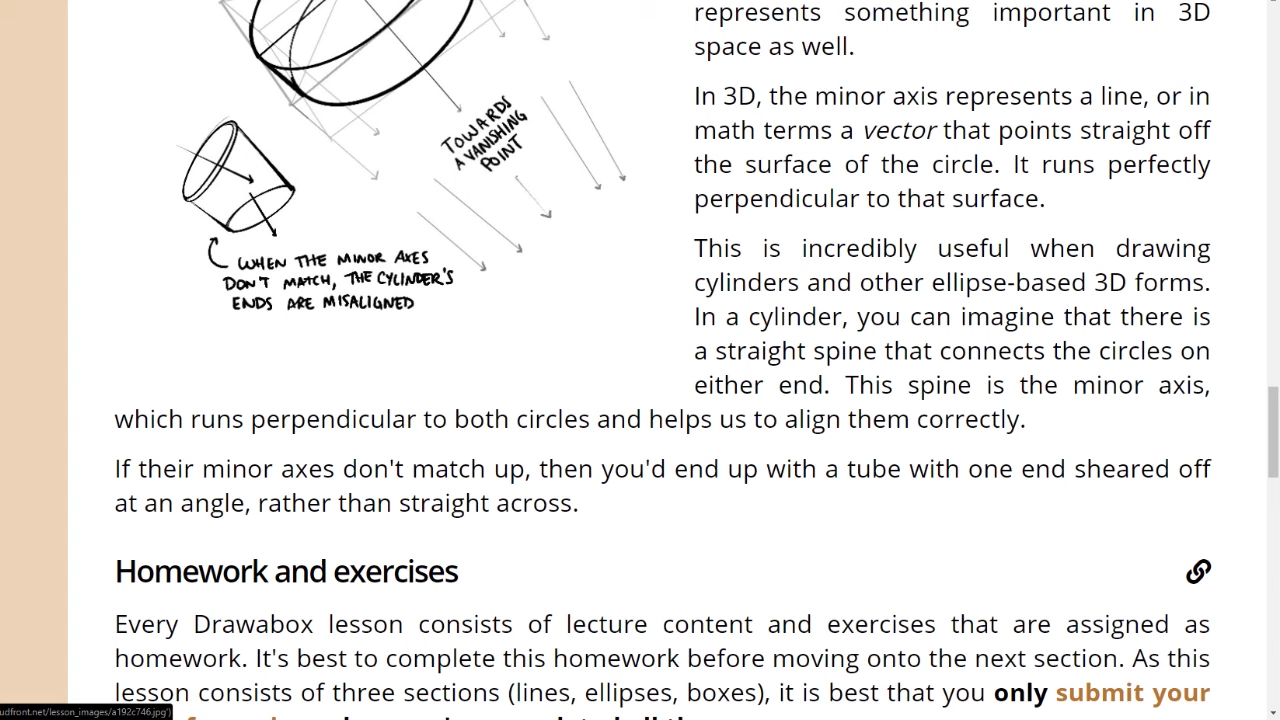 represents something important in 3D
space as well.
In 3D, the minor axis represents a line, or in
math terms a vector that points straight off
the surface of the circle. It runs perfectly
perpendicular to that surface.
This is incredibly useful when drawing
cylinders and other ellipse-based 3D forms.
In a cylinder, you can imagine that there is
a straight spine that connects the circles on
either end. This spine is the minor axis,
which runs perpendicular to both circles and helps us to align them correctly.
If their minor axes don't match up, then you'd end up with a tube with one end sheared off
at an angle, rather than straight across.
TOWARDS
A VANISHING
POINT
WHEN THE MINOR AXES
DON'T MATCH, THE CYLINDER'S
ENDS ARE MISALIGNED
Homework and exercises
Every Drawabox lesson consists of lecture content and exercises that are assigned as
homework. It's best to complete this homework before moving onto the next section. As this
lesson consists of three sections (lines, ellipses, boxes), it is best that you only submit your
udfront.net/lesson_images/a192c746.jpg')